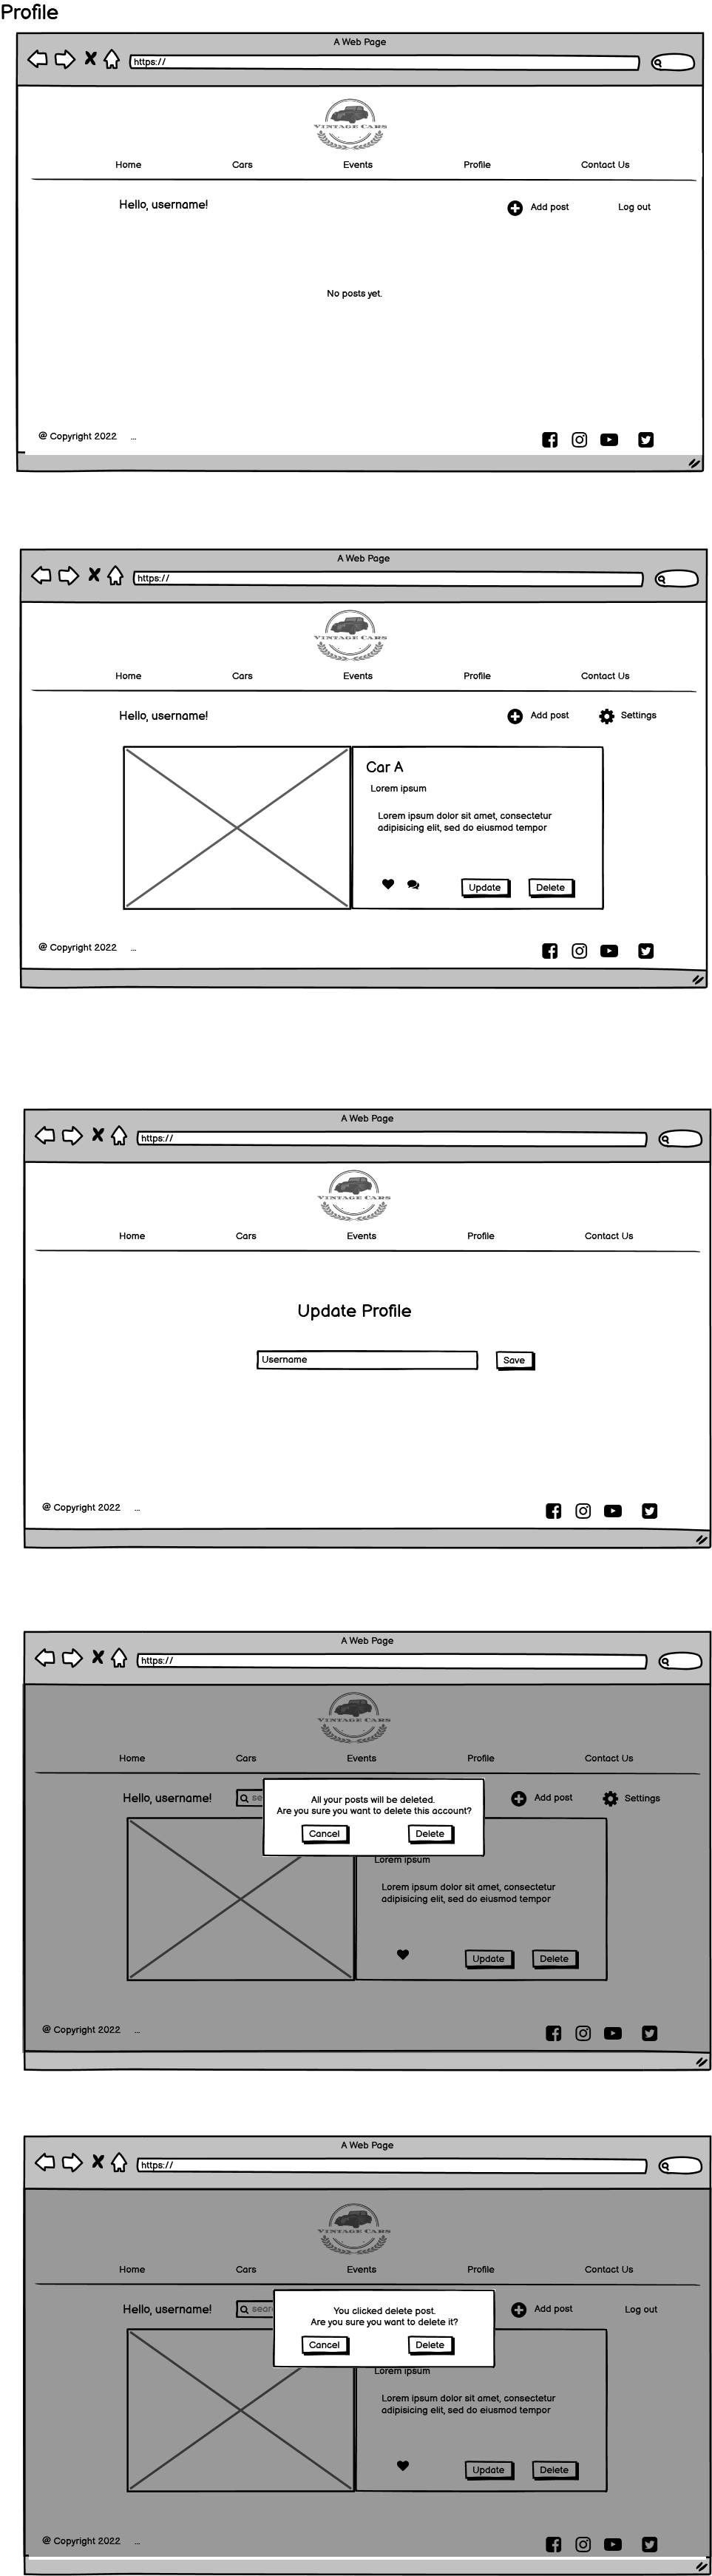 Profile
A Web Page
https://
VINTAGE CARS
Home Cars Events Profile Contact Us
Hello, username! Add post Log out
No posts yet.
@ Copyright 2022 ...
A Web Page
https://
VINTAGE CARS
Home Cars Events Profile Contact Us
Hello, username! Add post Settings
Car A
Lorem ipsum
Lorem ipsum dolor sit amet, consectetur
adipisicing elit, sed do eiusmod tempor
Update Delete
@ Copyright 2022 ...
A Web Page
https://
VINTAGE CARS
Home Cars Events Profile Contact Us
Update Profile
Username Save
@ Copyright 2022 ...
A Web Page
https://
VINTAGE CARS
Home Cars Events Profile Contact Us
Hello, username! se Add post Settings
All your posts will be deleted.
Are you sure you want to delete this account?
Cancel Delete
Lorem ipsum
Lorem ipsum dolor sit amet, consectetur
adipisicing elit, sed do eiusmod tempor
Update Delete
@ Copyright 2022 ...
A Web Page
https://
VINTAGE CARS
Home Cars Events Profile Contact Us
Hello, username! sear Add post Log out
You clicked delete post.
Are you sure you want to delete it?
Cancel Delete
Lorem ipsum
Lorem ipsum dolor sit amet, consectetur
adipisicing elit, sed do eiusmod tempor
Update Delete
@ Copyright 2022 ...